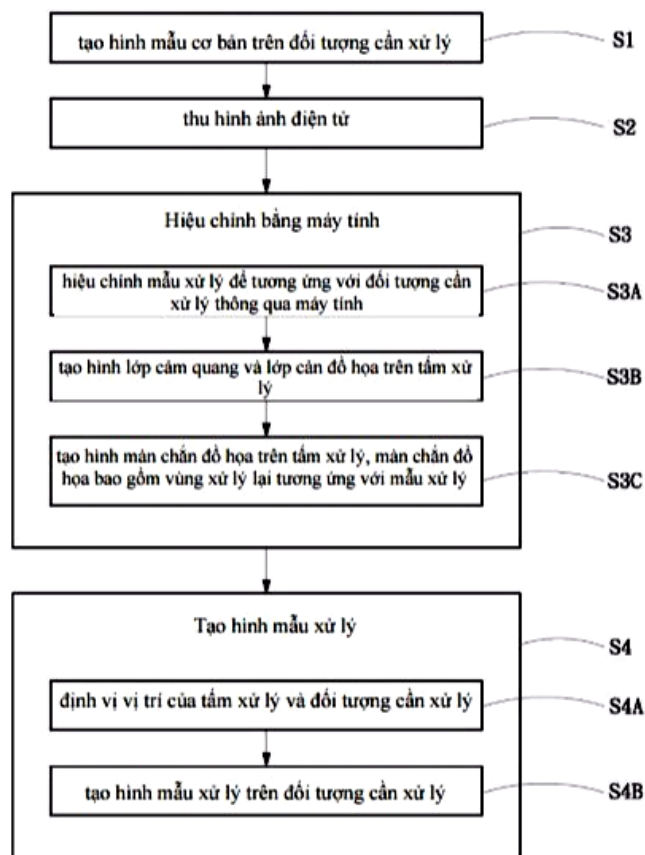 tạo hình mẫu cơ bản trên đối tượng cần xử lý
S1
thu hình ảnh điện tử
S2
Hiệu chỉnh bằng máy tính
S3
hiệu chỉnh mẫu xử lý để tương ứng với đối tượng cần
xử lý thông qua máy tính
S3A
tạo hình lớp cảm quang và lớp cản đồ họa trên tấm xử
lý
S3B
tạo hình màn chắn đồ họa trên tấm xử lý, màn chắn đồ
họa bao gồm vùng xử lý lại tương ứng với mẫu xử lý
S3C
Tạo hình mẫu xử lý
S4
định vị vị trí của tấm xử lý và đối tượng cần xử lý
S4A
tạo hình mẫu xử lý trên đối tượng cần xử lý
S4B